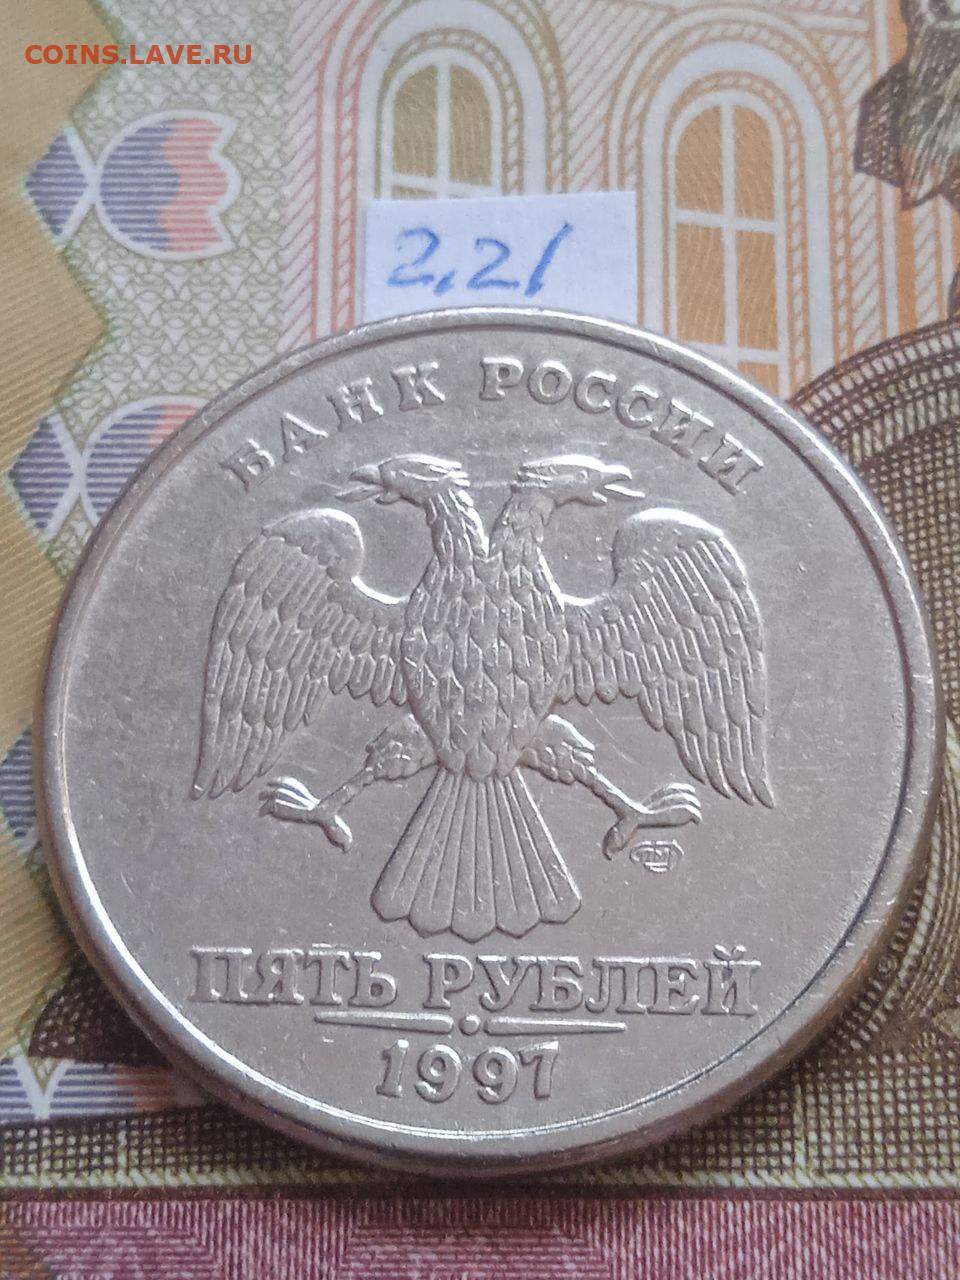 COINS.LAVE.RU
2,21
БАНК РОССИИ
ПЯТЬ РУБЛЕЙ
1997